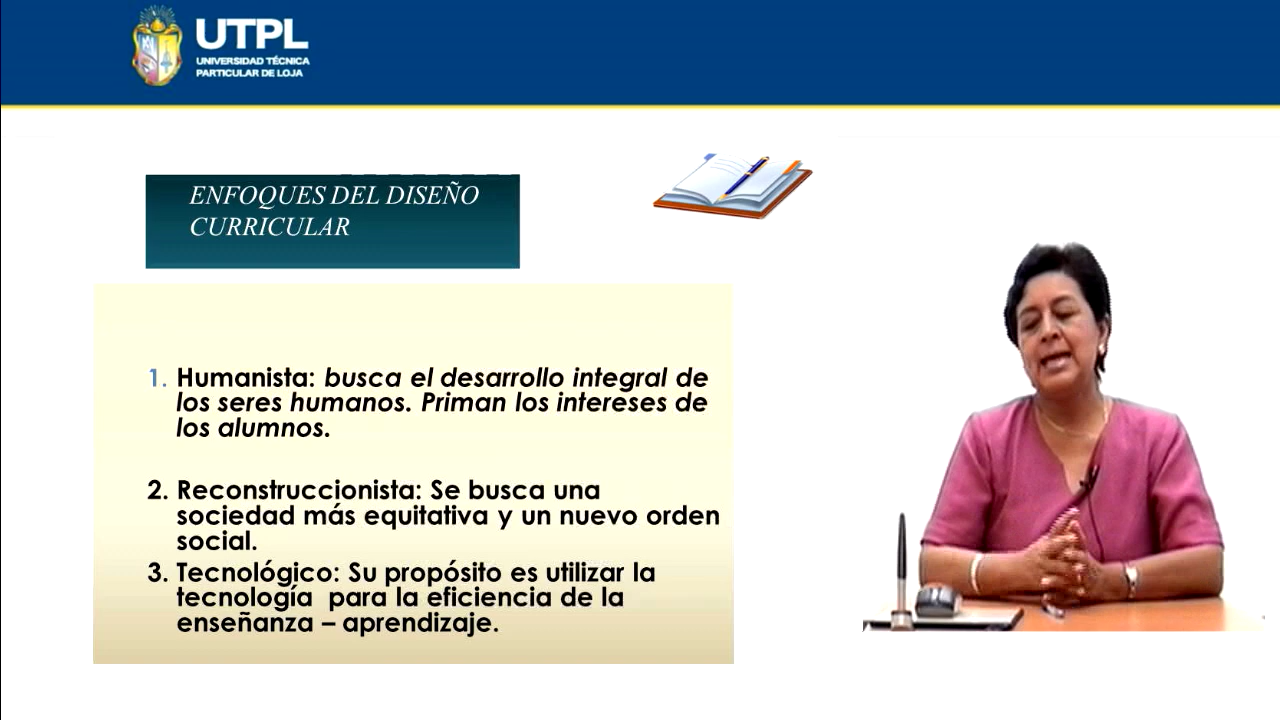 UTPL
UNIVERSIDAD TÉCNICA
PARTICULAR DE LOJA
ENFOQUES DEL DISEÑO
CURRICULAR
1. Humanista: busca el desarrollo integral de
los seres humanos. Priman los intereses de
los alumnos.
2. Reconstruccionista: Se busca una
sociedad más equitativa y un nuevo orden
social.
3. Tecnológico: Su propósito es utilizar la
tecnología para la eficiencia de la
enseñanza – aprendizaje.